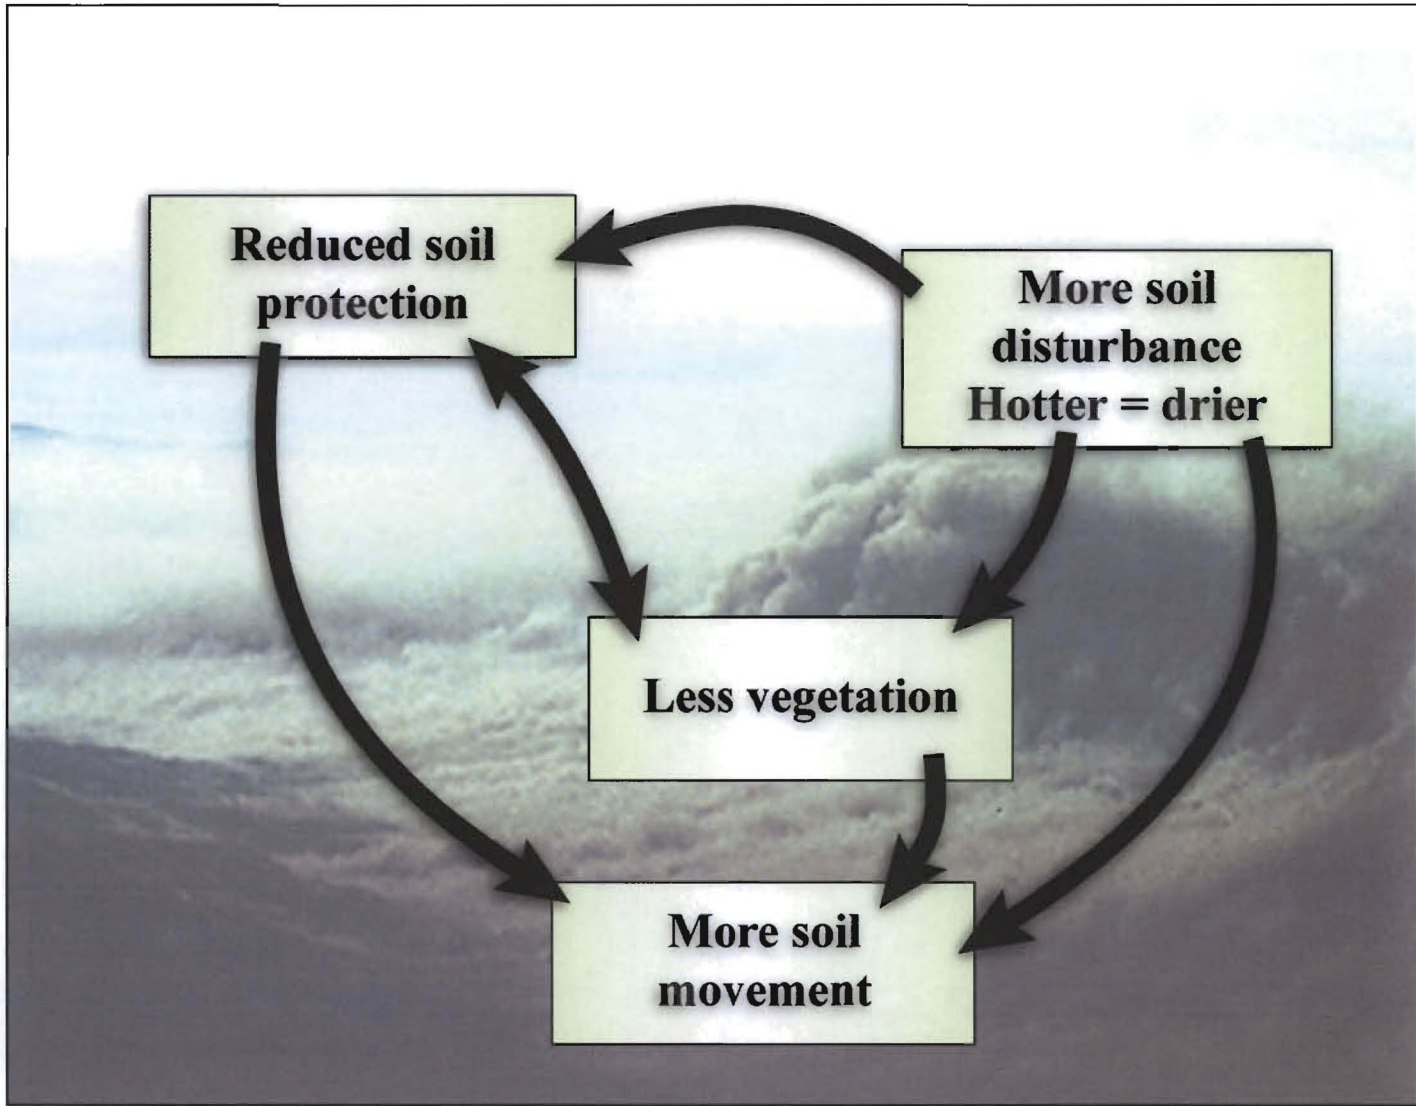 Reduced soil
protection
More soil
disturbance
Hotter = drier
Less vegetation
More soil
movement